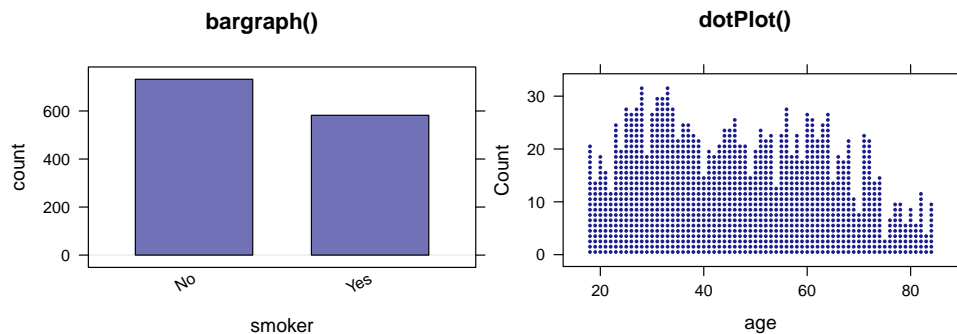 bargraph()
count
600
400
200
0
No
Yes
smoker
dotPlot()
Count
30
20
10
0
20
40
60
80
age